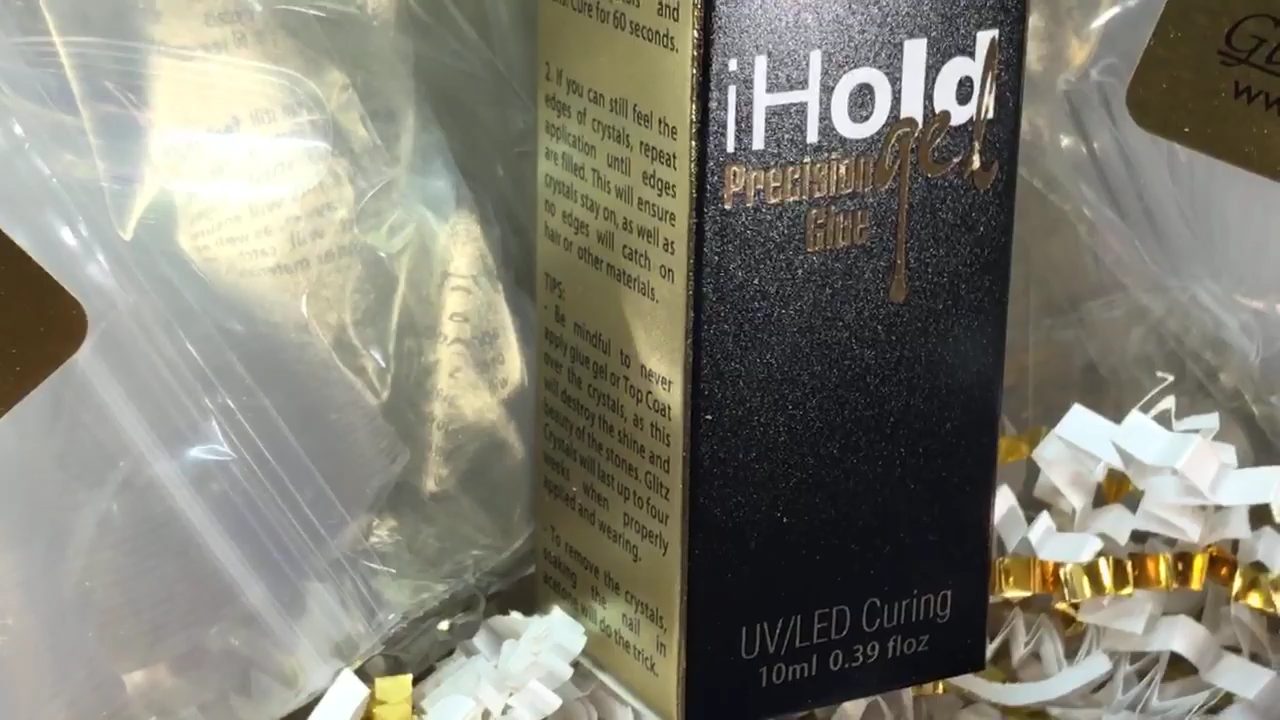 and
Cure for 60 seconds.
2. If you can still feel the
edges of crystals, repeat
application until edges
are filled. This will ensure
crystals stay on, as well as
no edges will catch on
hair or other materials.
TIPS:
- Be mindful to never
apply glue gel or Top Coat
over the crystals, as this
will destroy the shine and
beauty of the stones. Glitz
Crystals will last up to four
weeks when properly
applied and wearing.
- To remove the crystals,
soaking the nail in
acetone will do the trick.
iHold
gel
Precision
Glue
UV/LED Curing
10ml 0.39 floz